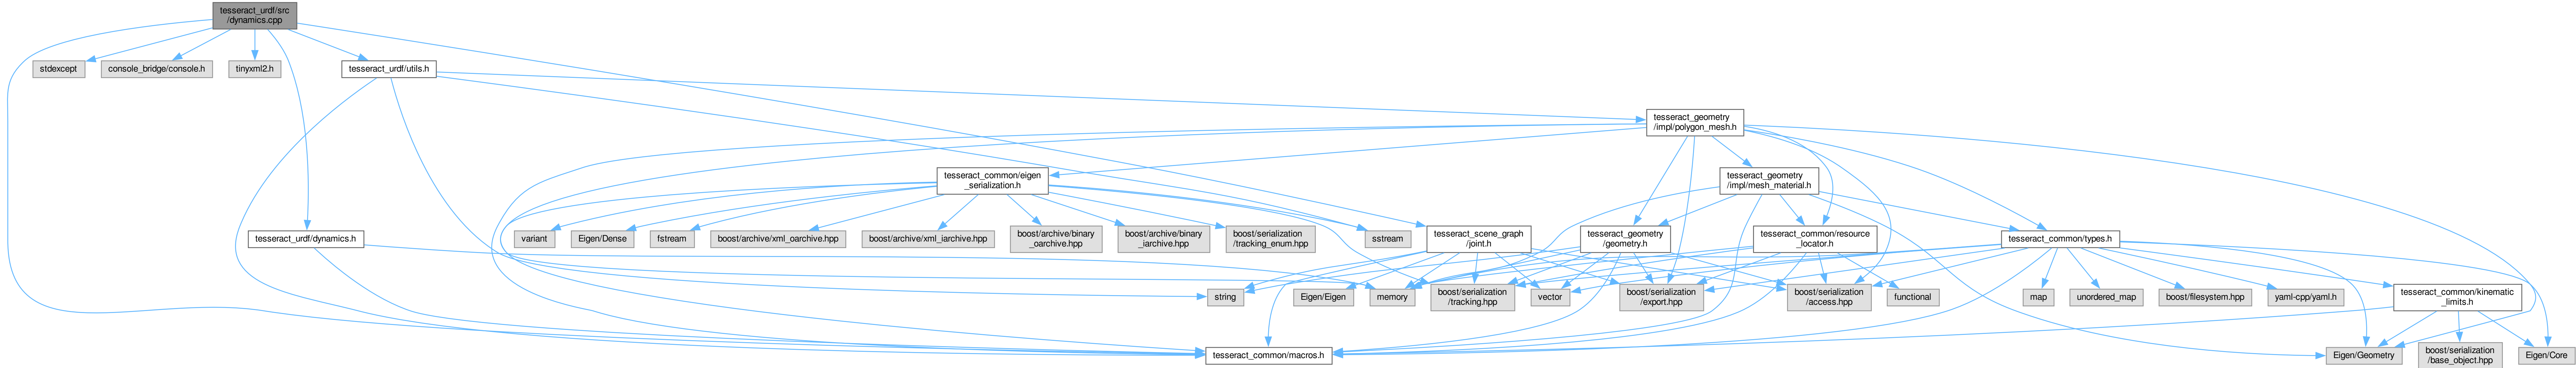 tesseract_urdf/src
/dynamics.cpp
stdexcept
console_bridge/console.h
tinyxml2.h
tesseract_urdf/utils.h
tesseract_geometry
/impl/polygon_mesh.h
tesseract_common/eigen
_serialization.h
tesseract_geometry
/impl/mesh_material.h
tesseract_urdf/dynamics.h
variant
Eigen/Dense
fstream
boost/archive/xml_oarchive.hpp
boost/archive/xml_iarchive.hpp
boost/archive/binary
_oarchive.hpp
boost/archive/binary
_iarchive.hpp
boost/serialization
/tracking_enum.hpp
sstream
tesseract_scene_graph
/joint.h
tesseract_geometry
/geometry.h
tesseract_common/resource
_locator.h
tesseract_common/types.h
string
Eigen/Eigen
memory
boost/serialization
/tracking.hpp
vector
boost/serialization
/export.hpp
boost/serialization
/access.hpp
functional
map
unordered_map
boost/filesystem.hpp
yaml-cpp/yaml.h
tesseract_common/kinematic
_limits.h
tesseract_common/macros.h
Eigen/Geometry
boost/serialization
/base_object.hpp
Eigen/Core